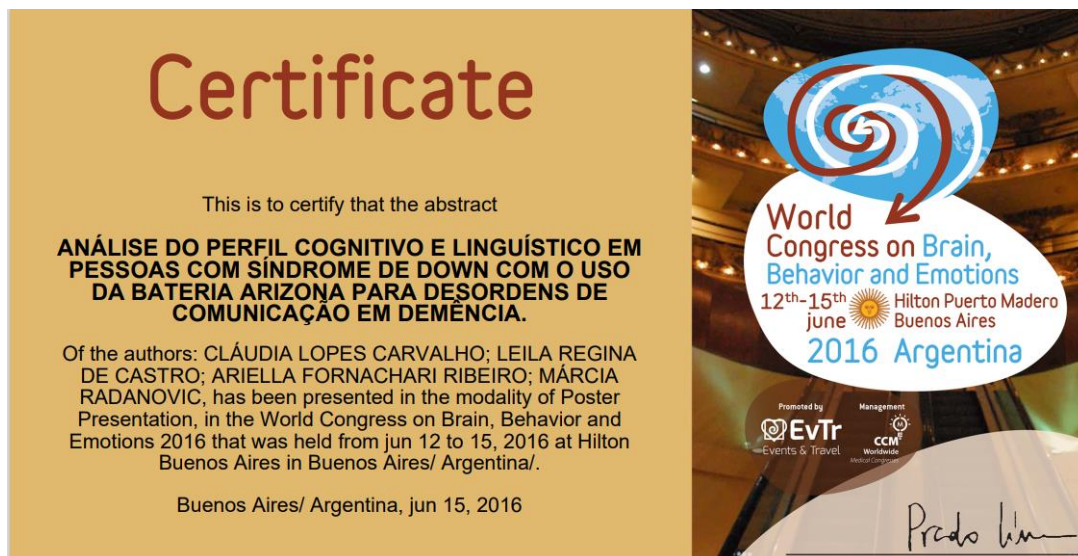 Certificate
This is to certify that the abstract
ANÁLISE DO PERFIL COGNITIVO E LINGUÍSTICO EM
PESSOAS COM SÍNDROME DE DOWN COM O USO
DA BATERIA ARIZONA PARA DESORDENS DE
COMUNICAÇÃO EM DEMÊNCIA.
Of the authors: CLÁUDIA LOPES CARVALHO; LEILA REGINA
DE CASTRO; ARIELLA FORNACHARI RIBEIRO; MÁRCIA
RADANOVIC, has been presented in the modality of Poster
Presentation, in the World Congress on Brain, Behavior and
Emotions 2016 that was held from jun 12 to 15, 2016 at Hilton
Buenos Aires in Buenos Aires/ Argentina/.
Buenos Aires/ Argentina, jun 15, 2016
World
Congress on Brain,
Behavior and Emotions
12th-15th
june
Hilton Puerto Madero
Buenos Aires
2016 Argentina
Promoted by
EvTr
Events & Travel
Management
CCM
Worldwide
Medical Congresses